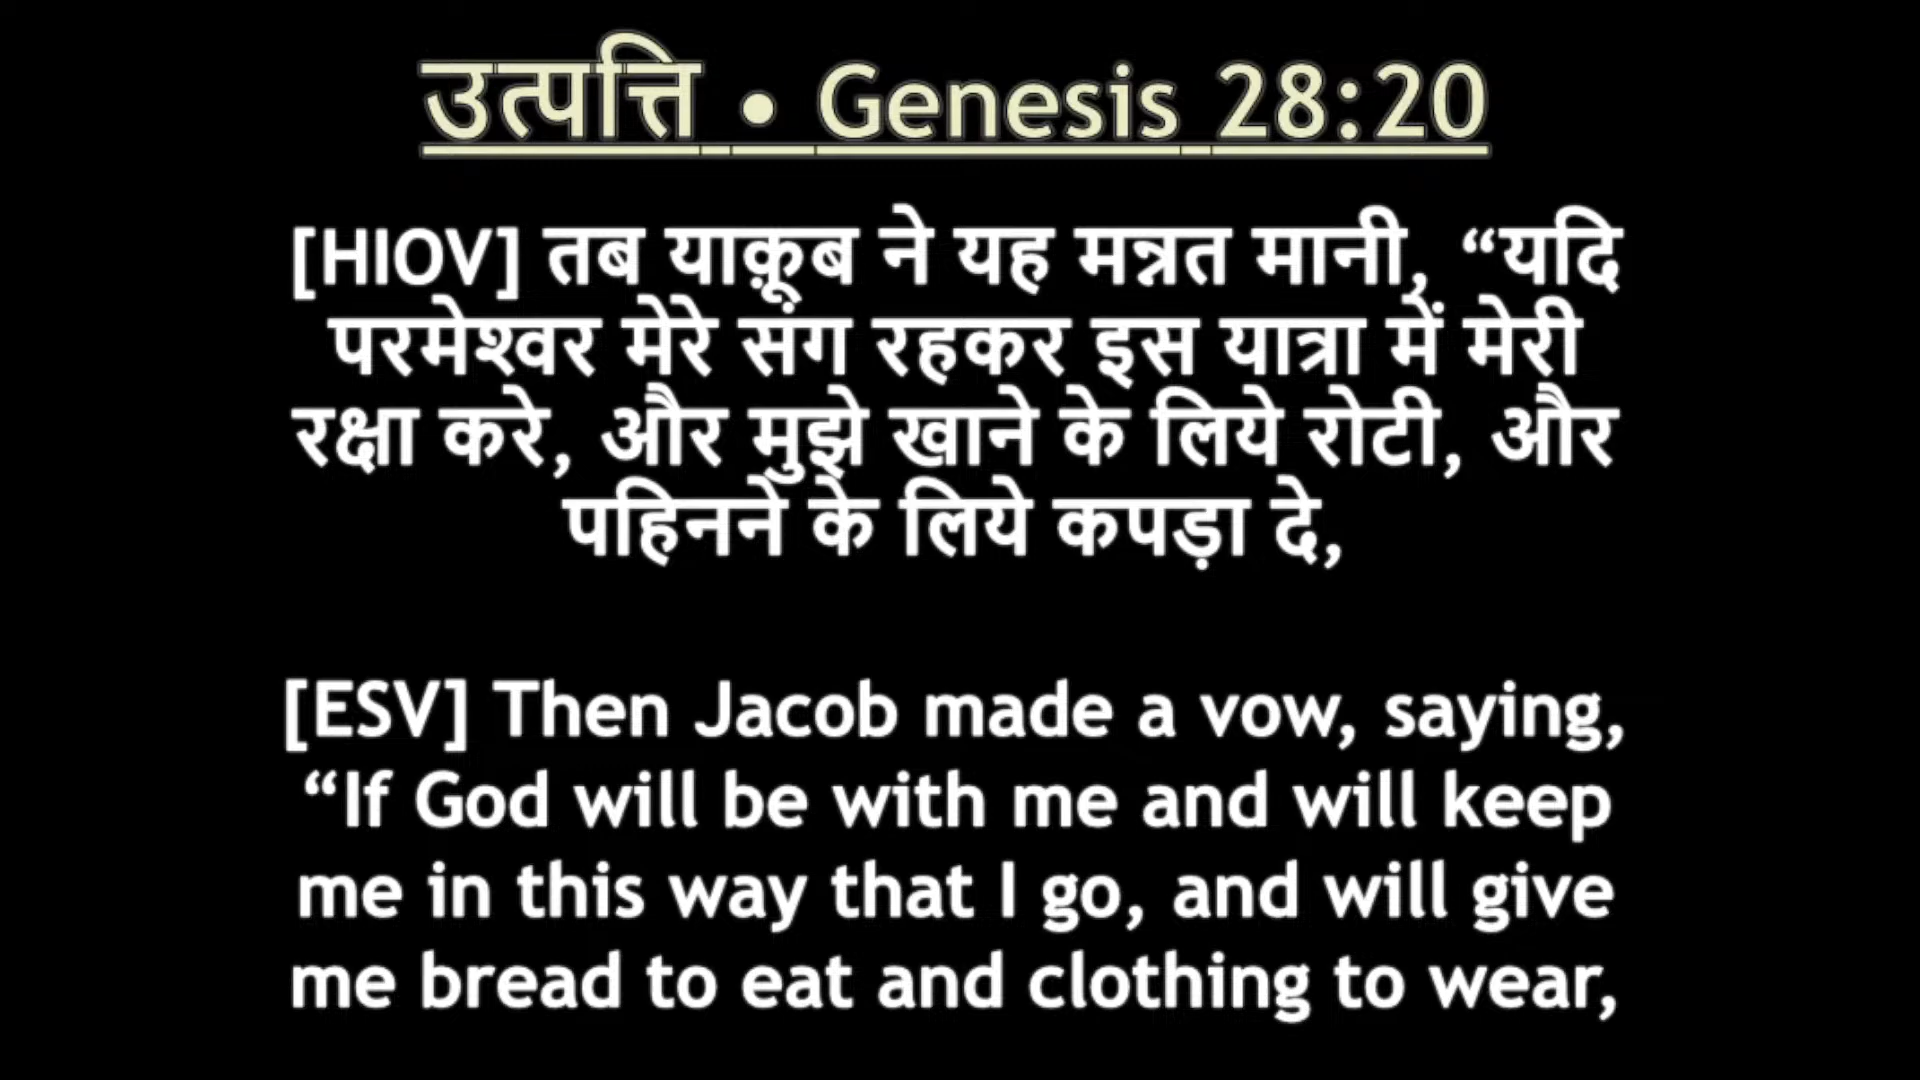 उत्पत्ति • Genesis 28:20
[HIOV] तब याक़ूब ने यह मन्नत मानी, “यदि
परमेश्वर मेरे संग रहकर इस यात्रा में मेरी
रक्षा करे, और मुझे खाने के लिये रोटी, और
पहिनने के लिये कपड़ा दे,
[ESV] Then Jacob made a vow, saying,
“If God will be with me and will keep
me in this way that I go, and will give
me bread to eat and clothing to wear,